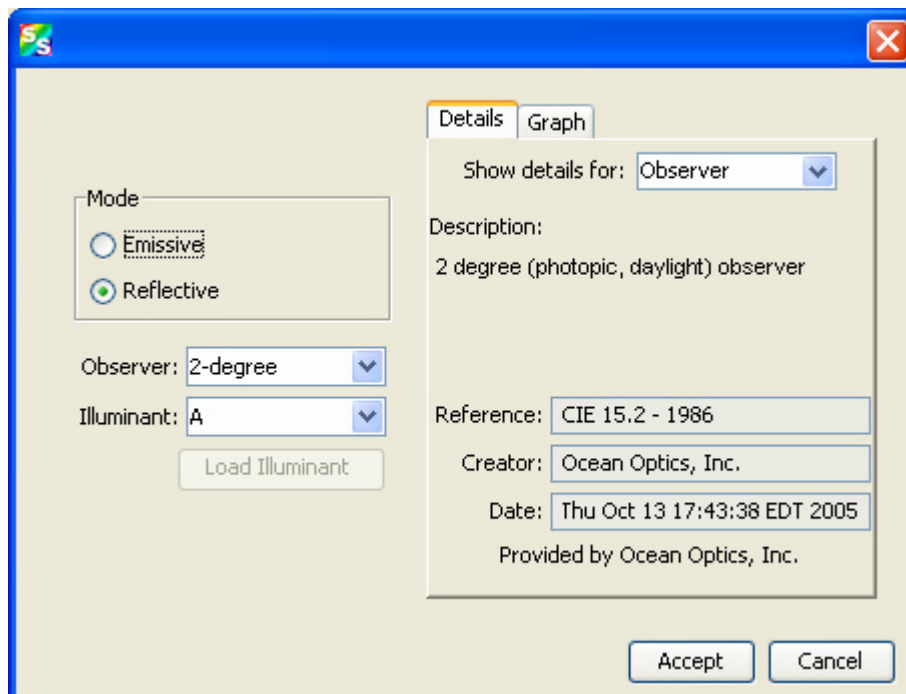 SS
Details Graph
Show details for: Observer
Mode
Emissive
Reflective
Description:
2 degree (photopic, daylight) observer
Observer: 2-degree
Illuminant: A
Load Illuminant
Reference: CIE 15.2 - 1986
Creator: Ocean Optics, Inc.
Date: Thu Oct 13 17:43:38 EDT 2005
Provided by Ocean Optics, Inc.
Accept Cancel